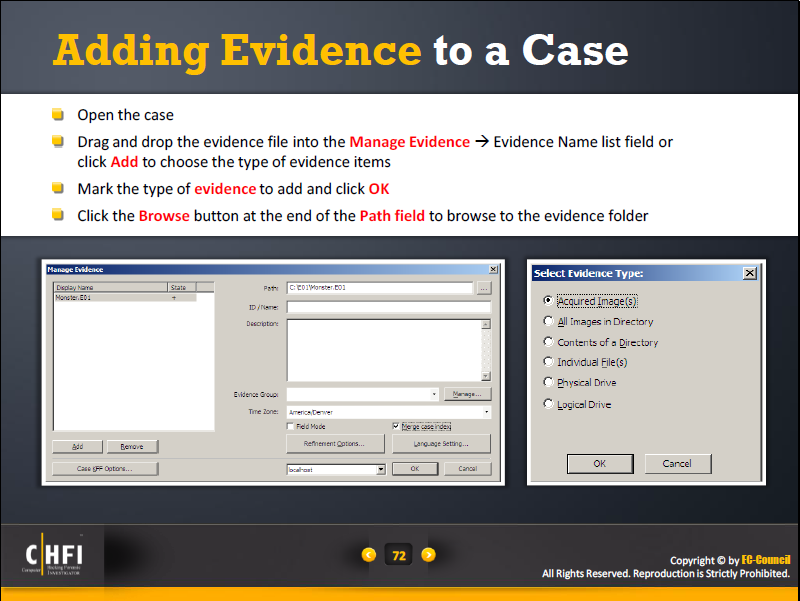 Adding Evidence to a Case
Open the case
Drag and drop the evidence file into the Manage Evidence → Evidence Name list field or
click Add to choose the type of evidence items
Mark the type of evidence to add and click OK
Click the Browse button at the end of the Path field to browse to the evidence folder
Manage Evidence
Display Name State
Monster.E01 +
Path: C:\E01\Monster.E01 ...
ID / Name:
Description:
Evidence Group: Manage...
Time Zone: America/Denver
Field Mode Merge case index
Add Remove Refinement Options... Language Setting...
Case KFF Options... localhost OK Cancel
Select Evidence Type:
Acquired Image(s)
All Images in Directory
Contents of a Directory
Individual File(s)
Physical Drive
Logical Drive
OK Cancel
CHFI
Computer Hacking Forensic
INVESTIGATOR
72
Copyright © by EC-Council
All Rights Reserved. Reproduction is Strictly Prohibited.